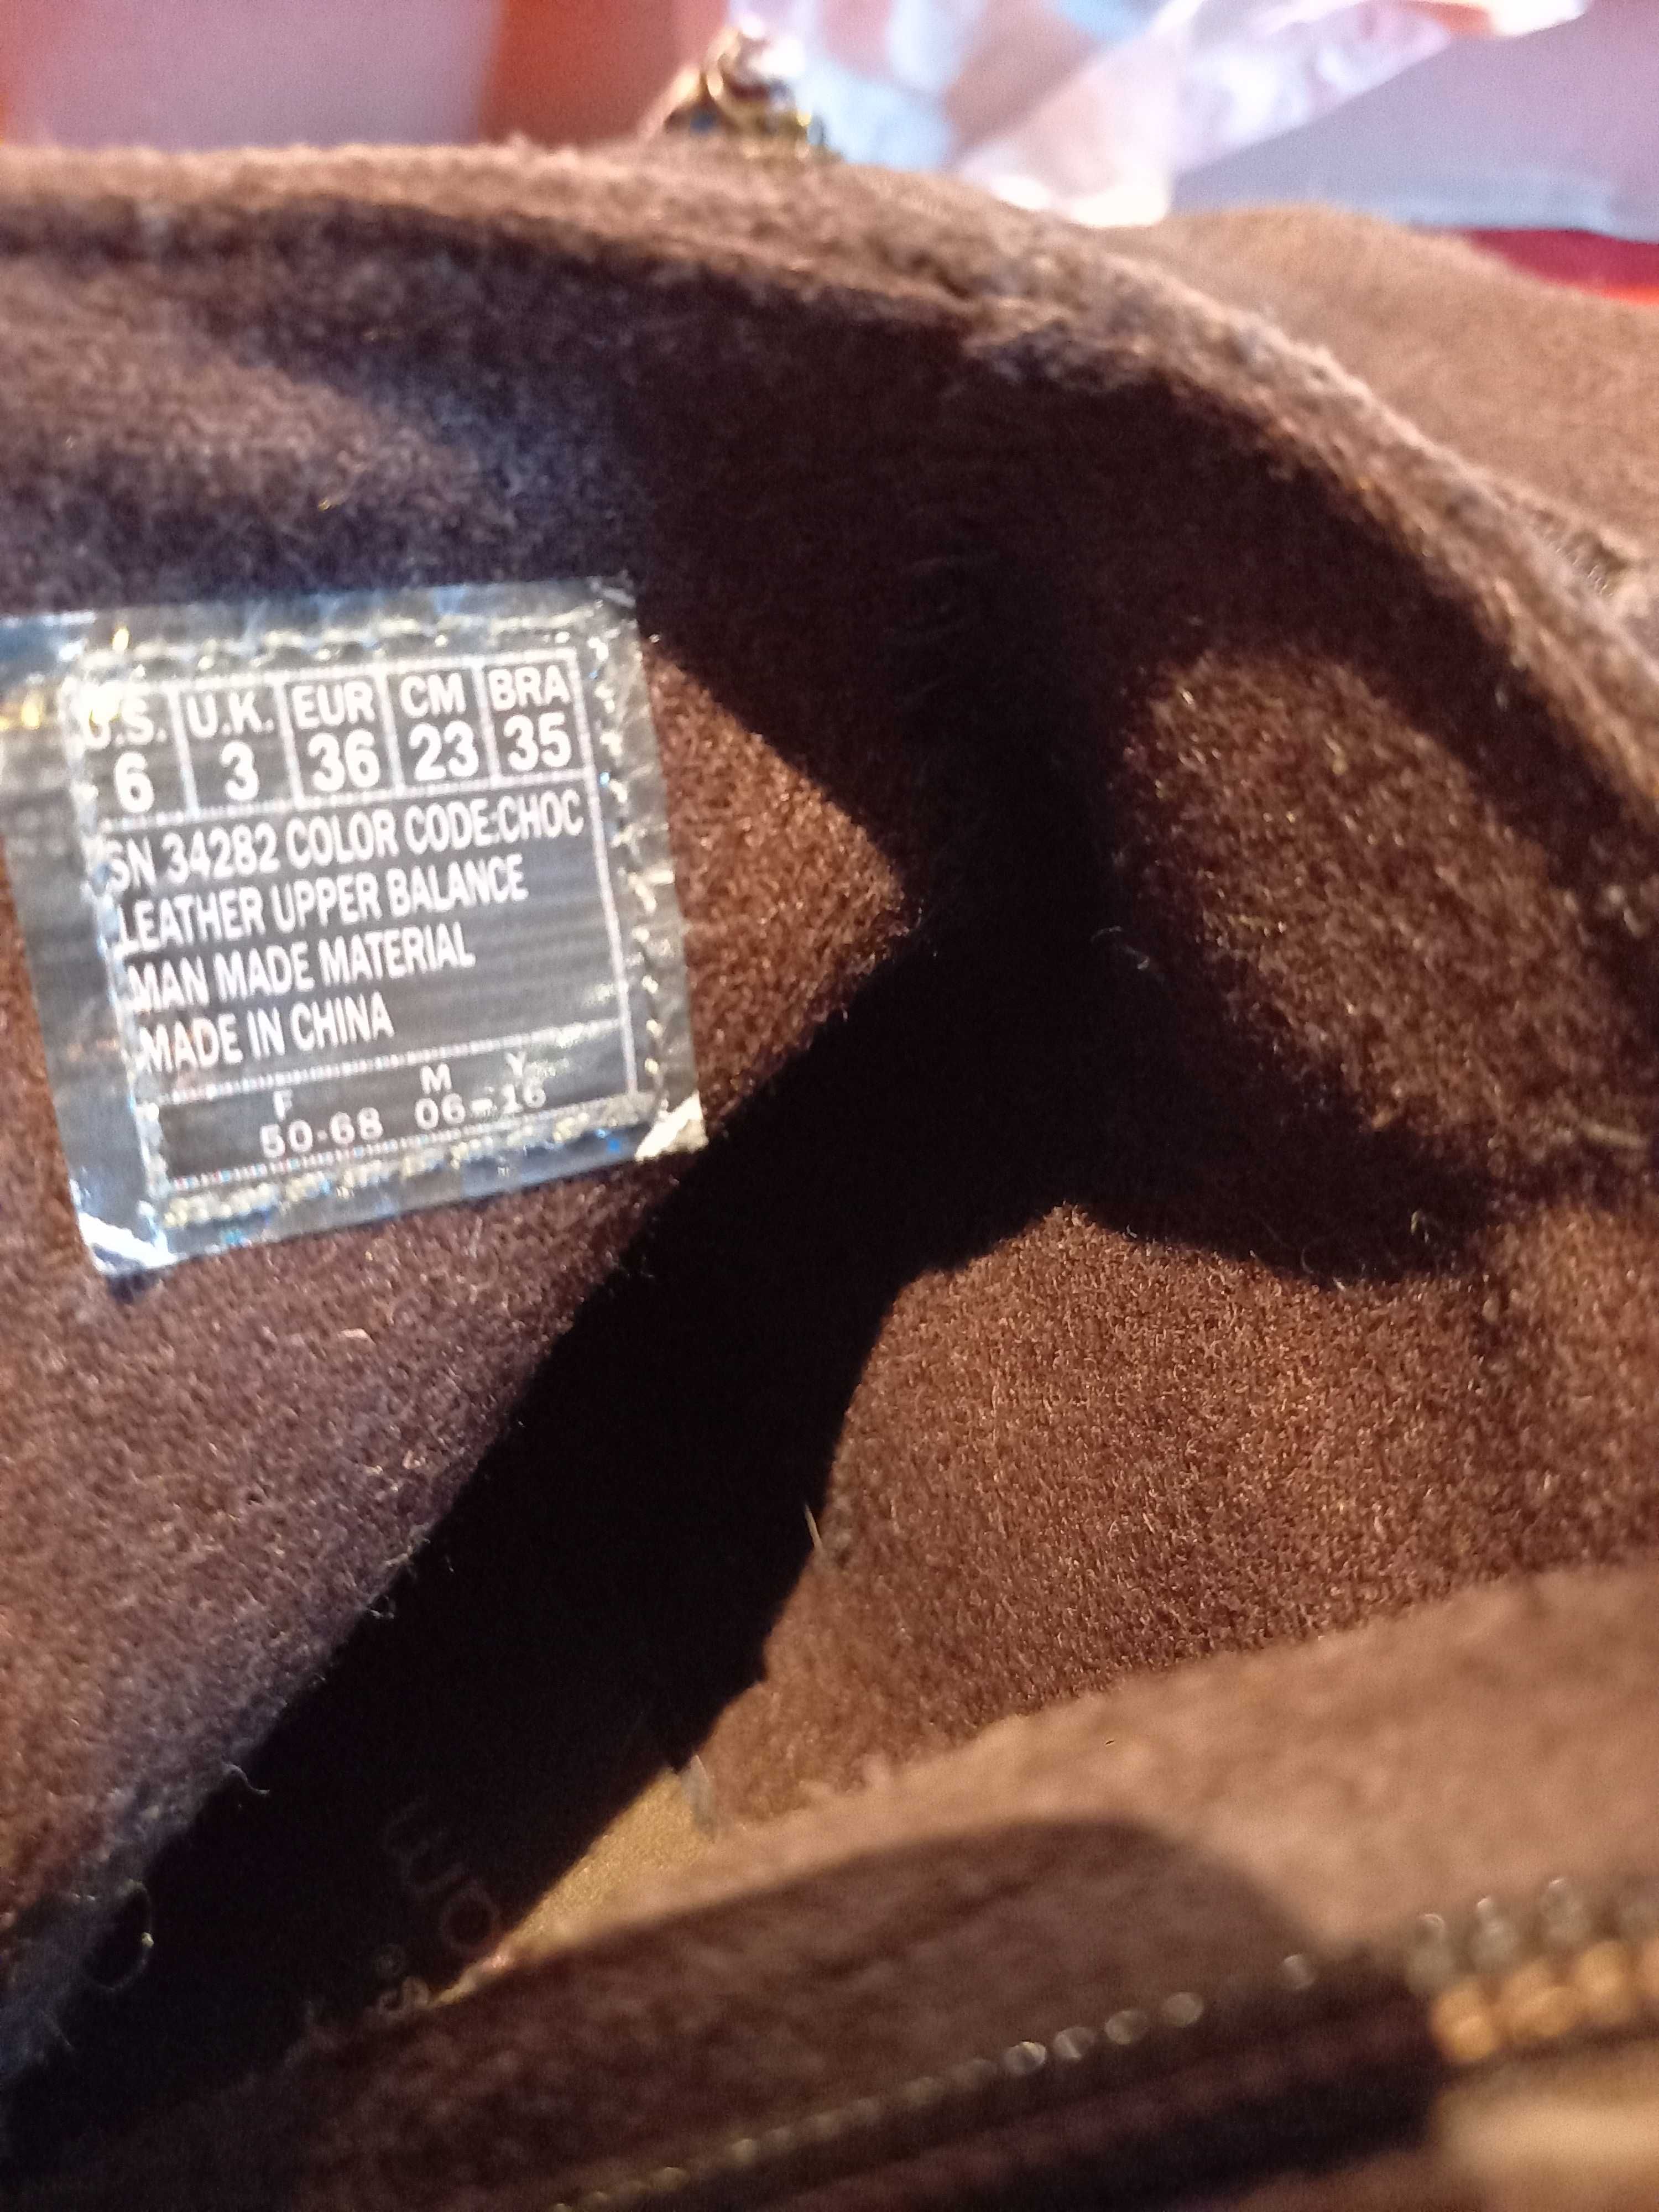 U.S. U.K. EUR CM BRA
6 3 36 23 35
SN 34282 COLOR CODE:CHOC
LEATHER UPPER BALANCE
MAN MADE MATERIAL
MADE IN CHINA
F M Y
50-68 06-16